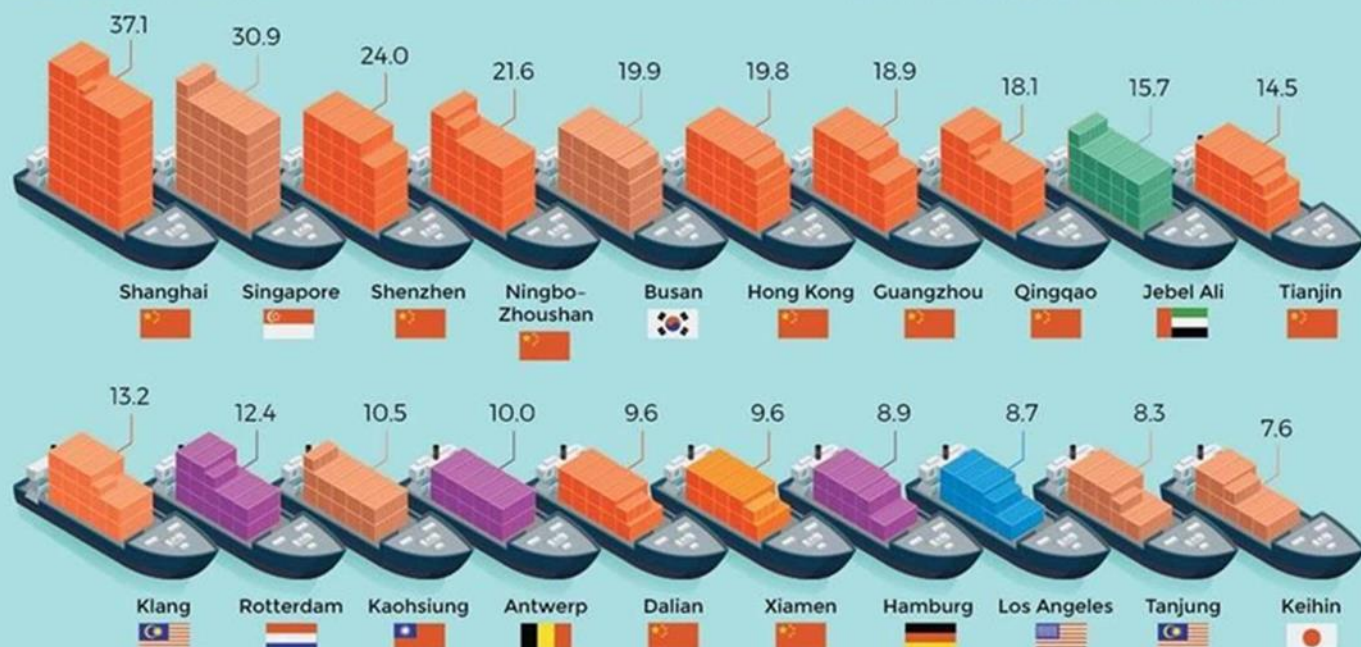 37.1
30.9
24.0
21.6
19.9
19.8
18.9
18.1
15.7
14.5
Shanghai
Singapore
Shenzhen
Ningbo-
Zhoushan
Busan
Hong Kong
Guangzhou
Qingqao
Jebel Ali
Tianjin
13.2
12.4
10.5
10.0
9.6
9.6
8.9
8.7
8.3
7.6
Klang
Rotterdam
Kaohsiung
Antwerp
Dalian
Xiamen
Hamburg
Los Angeles
Tanjung
Keihin